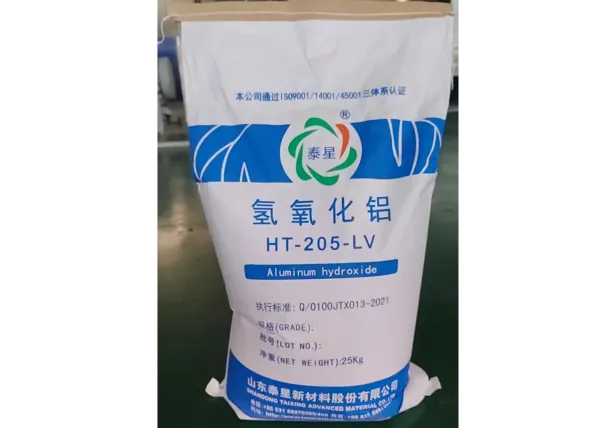 本公司通过ISO9001/14001/45001三体系认证
®
泰星
氢氧化铝
HT-205-LV
Aluminum hydroxide
执行标准: Q/0100JTX013-2021
规格(GRADE):
批号(LOT NO.):
净重(NET WEIGHT):25Kg
山东泰星新材料股份有限公司
SHANDONG TAIXING ADVANCED MATERIAL CO., LTD